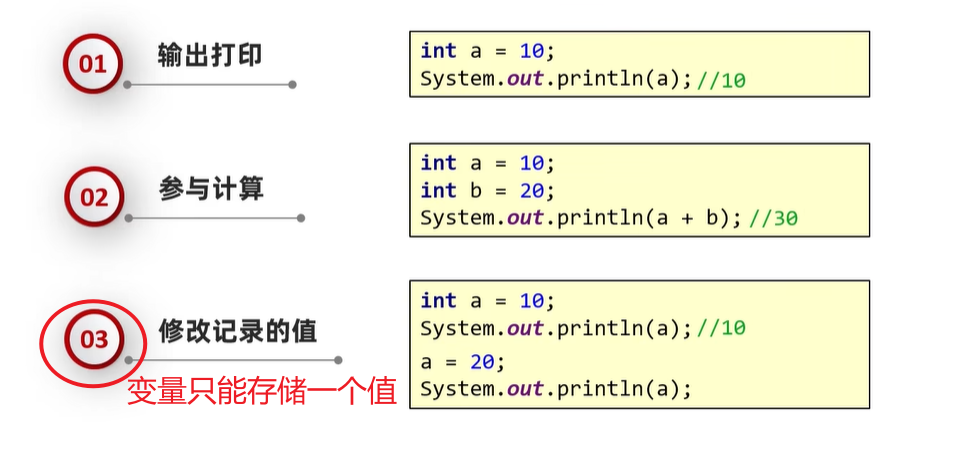 01
输出打印
int a = 10;
System.out.println(a);//10
02
参与计算
int a = 10;
int b = 20;
System.out.println(a + b);//30
03
修改记录的值
变量只能存储一个值
int a = 10;
System.out.println(a);//10
a = 20;
System.out.println(a);